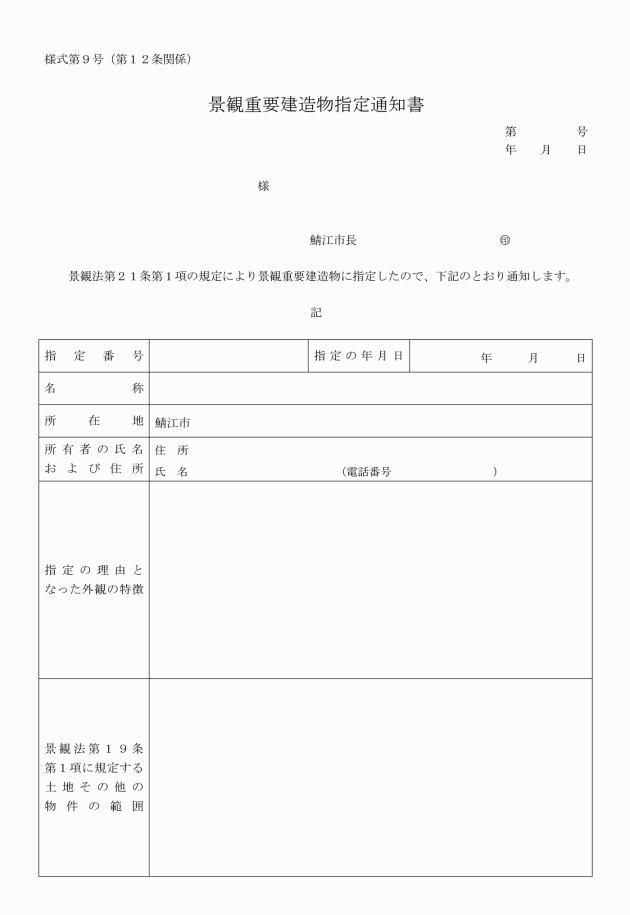 様式第９号（第１２条関係）
景観重要建造物指定通知書
第　　　　　号
年　　月　　日
様
鯖江市長　　　　　　　　　　　　㊞
景観法第２１条第１項の規定により景観重要建造物に指定したので、下記のとおり通知します。
記
指定番号
指定の年月日　　　　　　年　　　月　　　日
名称
所在地　鯖江市
所有者の氏名
および住所
住　所
氏　名　　　　　　　　　　　　　（電話番号　　　　　　　　　）
指定の理由と
なった外観の特徴
景観法第１９条
第１項に規定する
土地その他の
物件の範囲